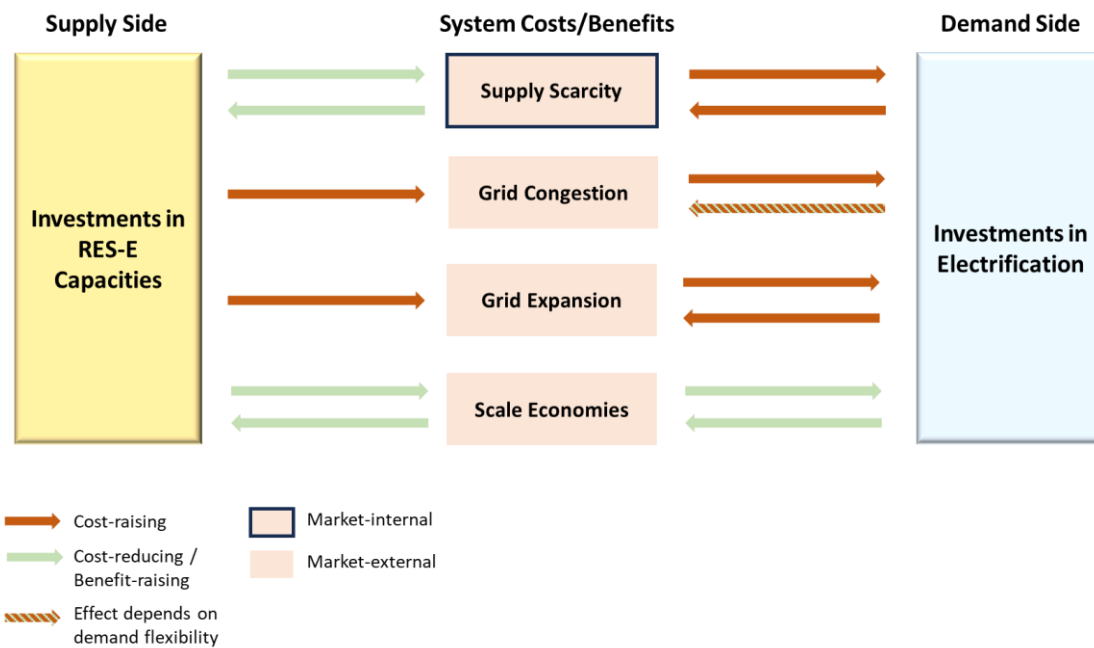 Supply Side
System Costs/Benefits
Demand Side
Supply Scarcity
Grid Congestion
Investments in
RES-E
Capacities
Investments in
Electrification
Grid Expansion
Scale Economies
Cost-raising
Market-internal
Cost-reducing /
Benefit-raising
Market-external
Effect depends on
demand flexibility